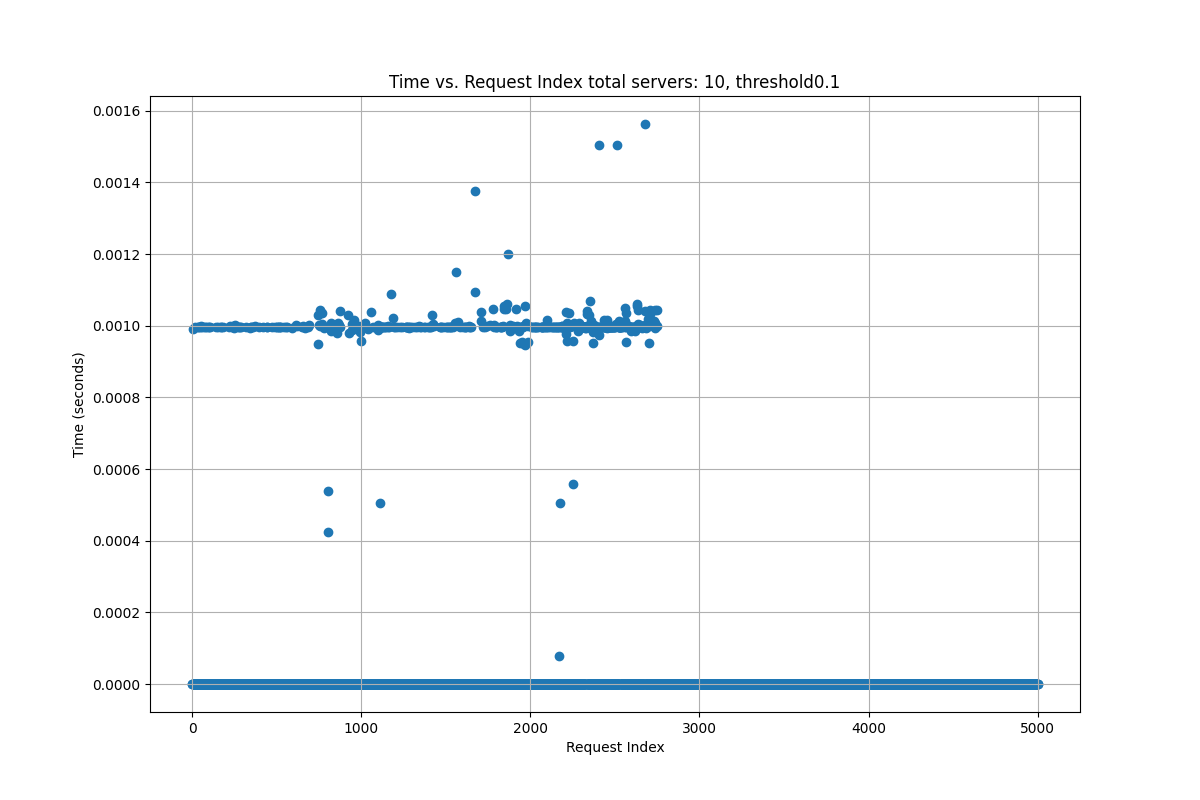 Time vs. Request Index total servers: 10, threshold0.1
0.0016
0.0014
0.0012
0.0010
0.0008
0.0006
0.0004
0.0002
0.0000
Time (seconds)
0 1000 2000 3000 4000 5000
Request Index